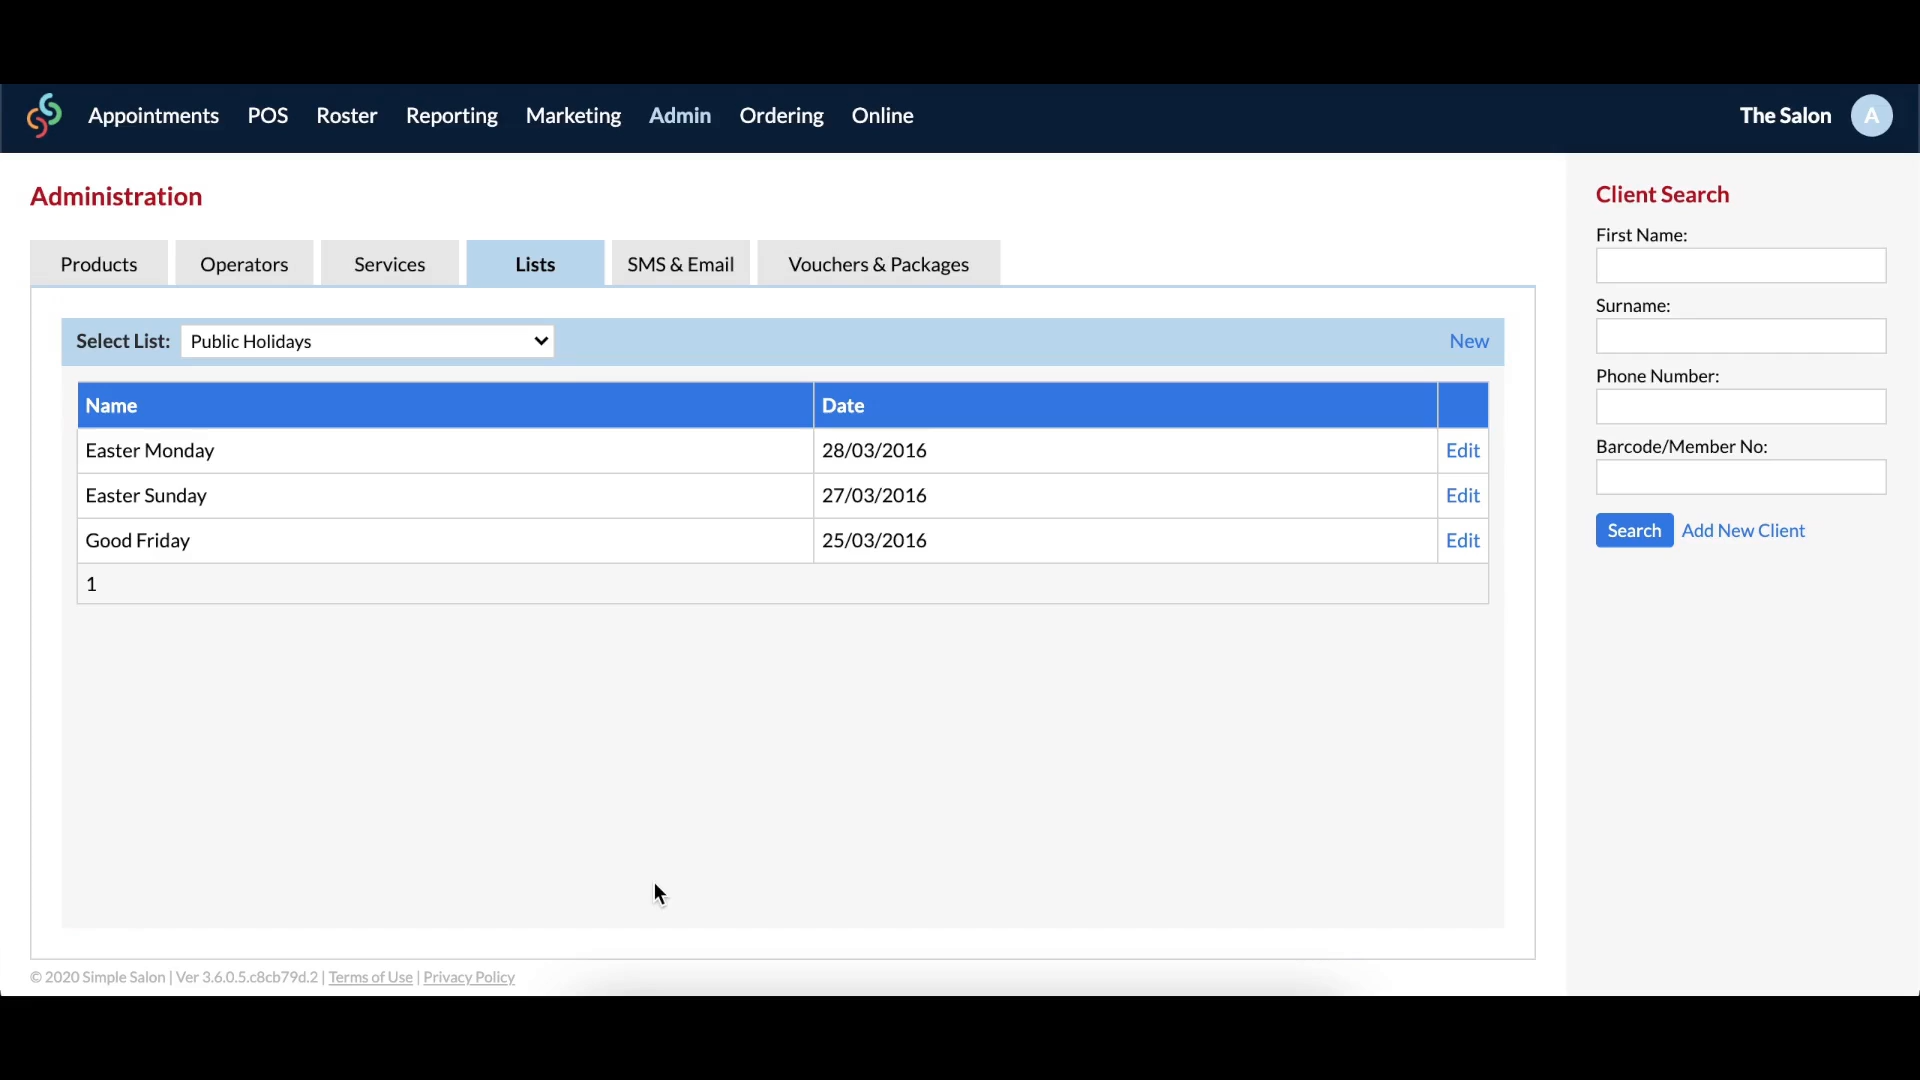 Appointments POS Roster Reporting Marketing Admin Ordering Online The Salon A
Administration
Products Operators Services Lists SMS & Email Vouchers & Packages
Select List: Public Holidays New
Name Date
Easter Monday 28/03/2016 Edit
Easter Sunday 27/03/2016 Edit
Good Friday 25/03/2016 Edit
1
© 2020 Simple Salon | Ver 3.6.0.5.c8cb79d.2 | Terms of Use | Privacy Policy
Client Search
First Name:
Surname:
Phone Number:
Barcode/Member No:
Search Add New Client